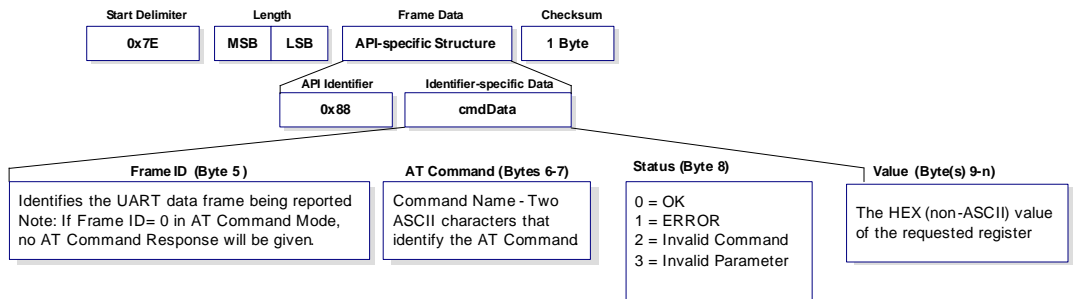 Start Delimiter
Length
Frame Data
Checksum
0x7E
MSB
LSB
API-specific Structure
1 Byte
API Identifier
Identifier-specific Data
0x88
cmdData
Frame ID (Byte 5 )
Identifies the UART data frame being reported
Note: If Frame ID= 0 in AT Command Mode,
no AT Command Response will be given.
AT Command (Bytes 6-7)
Command Name - Two
ASCII characters that
identify the AT Command
Status (Byte 8)
0 = OK
1 = ERROR
2 = Invalid Command
3 = Invalid Parameter
Value (Byte(s) 9-n)
The HEX (non-ASCII) value
of the requested register